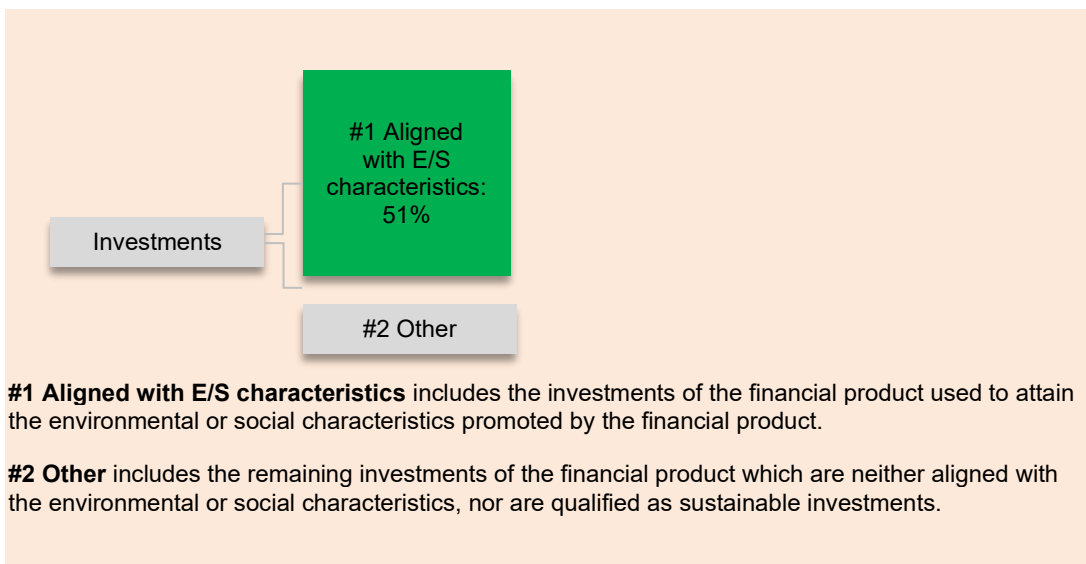 #1 Aligned
with E/S
characteristics:
51%
Investments
#2 Other
#1 Aligned with E/S characteristics includes the investments of the financial product used to attain
the environmental or social characteristics promoted by the financial product.
#2 Other includes the remaining investments of the financial product which are neither aligned with
the environmental or social characteristics, nor are qualified as sustainable investments.